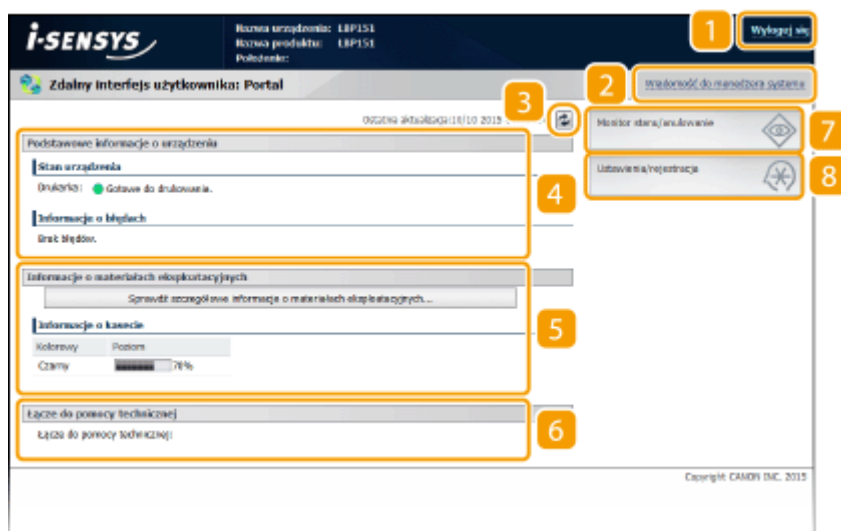 i-SENSYS
Nazwa urządzenia: LBP151
Nazwa produktu: LBP151
Położenie:
1
Wyloguj się
Zdalny interfejs użytkownika: Portal
2
Wiadomość do menedżera systemu
3
Ostatnia aktualizacja:10/10 2015
Podstawowe informacje o urządzeniu
Stan urządzenia
Drukarka: Gotowe do drukowania.
4
Informacje o błędach
Brak błędów.
Monitor stanu/anulowanie
7
Ustawienia/rejestracja
8
Informacje o materiałach eksploatacyjnych
Sprawdź szczegółowe informacje o materiałach eksploatacyjnych...
Informacje o kasecie
5
Kolorowy Poziom
Czarny 70%
Łącze do pomocy technicznej
Łącze do pomocy technicznej:
6
Copyright CANON INC. 2015